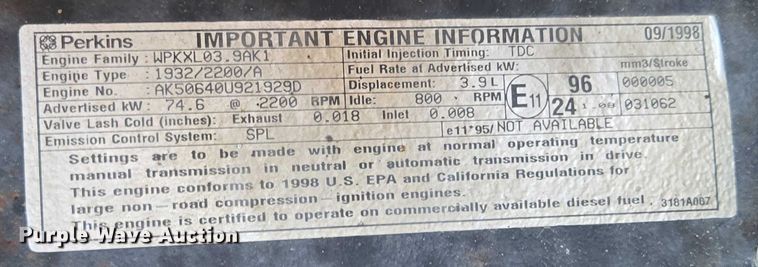 Perkins IMPORTANT ENGINE INFORMATION 09/1998
Engine Family : WPKXL03.9AK1 Initial Injection Timing: TDC
Engine Type : 1932/2200/A Fuel Rate at Advertised kW: mm3/Stroke
Engine No. : AK50640U921929D Displacement: 3.9L E11 96 000005
Advertised kW : 74.6 @ 2200 RPM Idle: 800 RPM 24 031062
Valve Lash Cold (inches): Exhaust 0.018 Inlet 0.008
Emission Control System: SPL e11*95/NOT AVAILABLE
Settings are to be made with engine at normal operating temperature
manual transmission in neutral or automatic transmission in drive.
This engine conforms to 1998 U.S. EPA and California Regulations for
large non-road compression-ignition engines.
This engine is certified to operate on commercially available diesel fuel. 3181A067
Purple Wave Auction